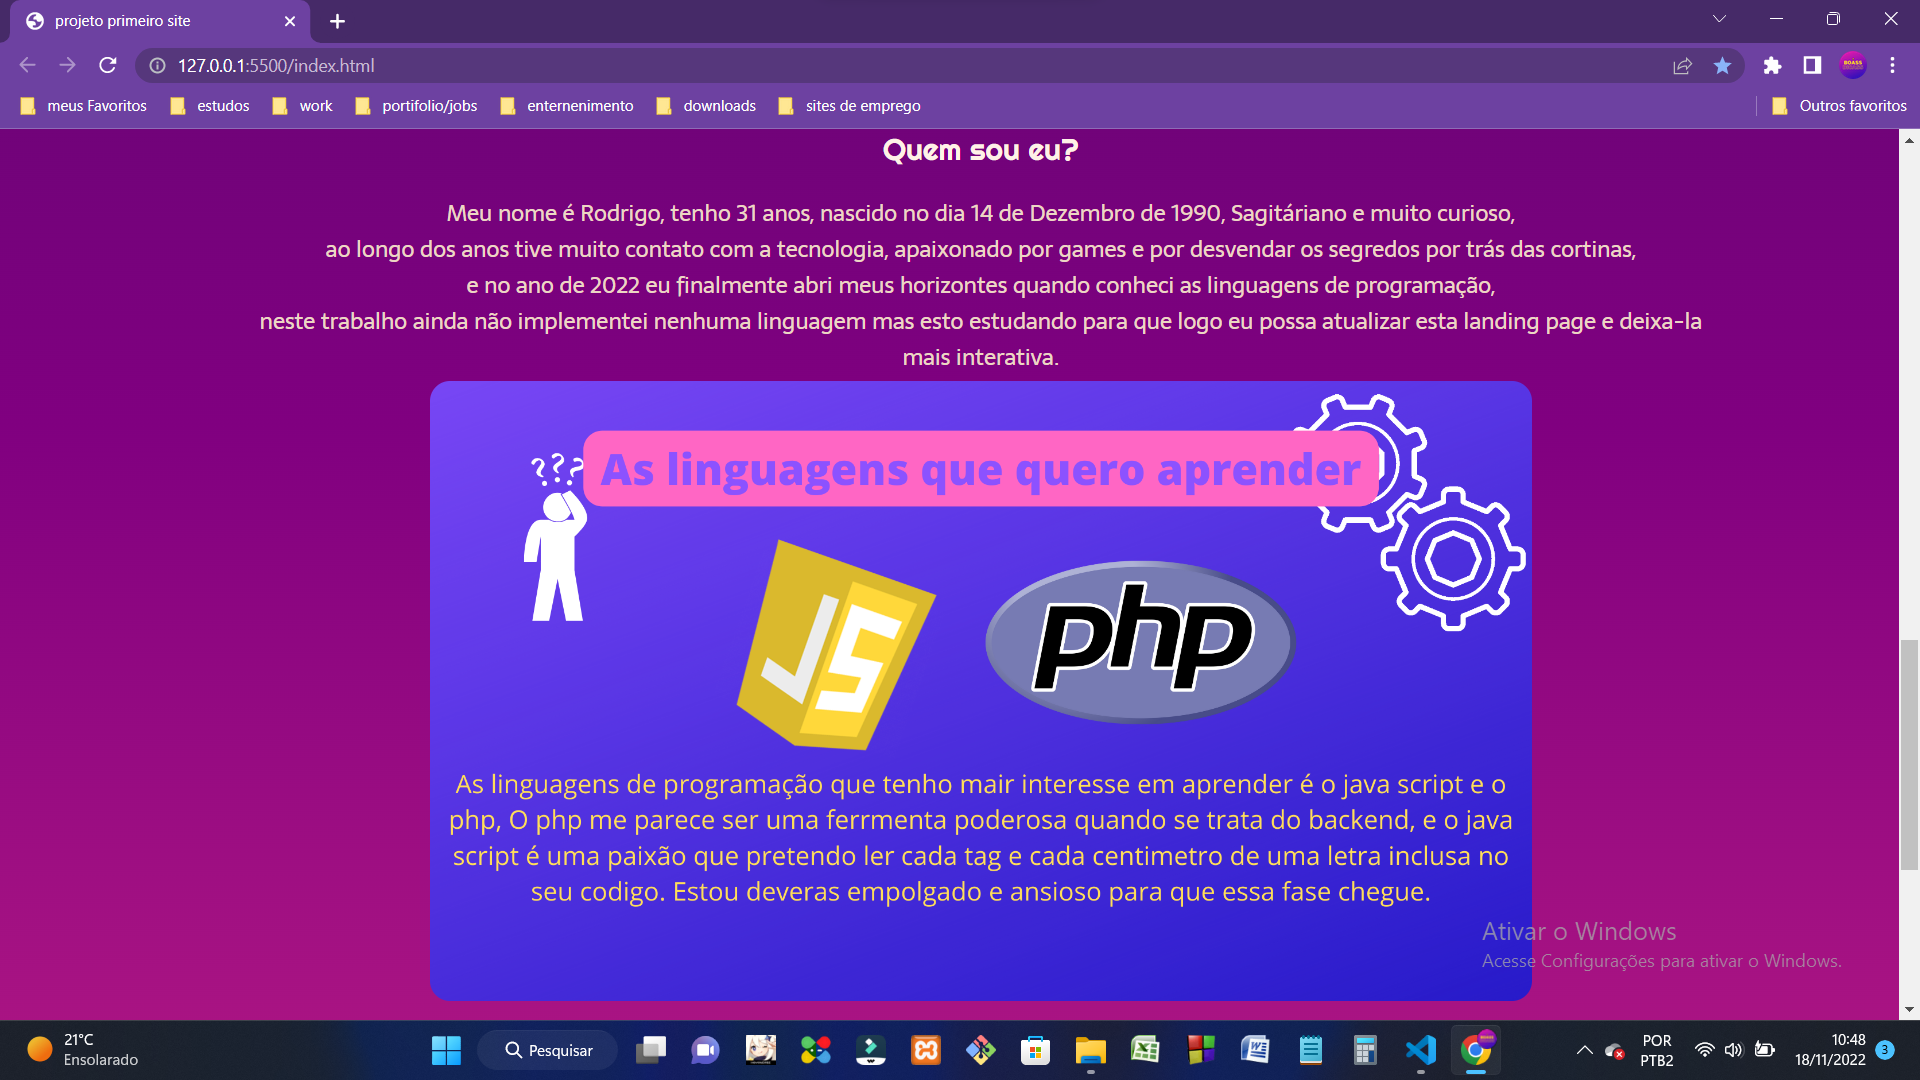 projeto primeiro site
127.0.0.1:5500/index.html
BOASS
meus Favoritos estudos work portifolio/jobs enternenimento downloads sites de emprego Outros favoritos
Quem sou eu?
Meu nome é Rodrigo, tenho 31 anos, nascido no dia 14 de Dezembro de 1990, Sagitáriano e muito curioso,
ao longo dos anos tive muito contato com a tecnologia, apaixonado por games e por desvendar os segredos por trás das cortinas,
e no ano de 2022 eu finalmente abri meus horizontes quando conheci as linguagens de programação,
neste trabalho ainda não implementei nenhuma linguagem mas esto estudando para que logo eu possa atualizar esta landing page e deixa-la
mais interativa.
???
As linguagens que quero aprender
JS
php
As linguagens de programação que tenho mair interesse em aprender é o java script e o
php, O php me parece ser uma ferrmenta poderosa quando se trata do backend, e o java
script é uma paixão que pretendo ler cada tag e cada centimetro de uma letra inclusa no
seu codigo. Estou deveras empolgado e ansioso para que essa fase chegue.
Ativar o Windows
Acesse Configurações para ativar o Windows.
21°C
Ensolarado
Pesquisar
POR
PTB2
10:48
18/11/2022
3